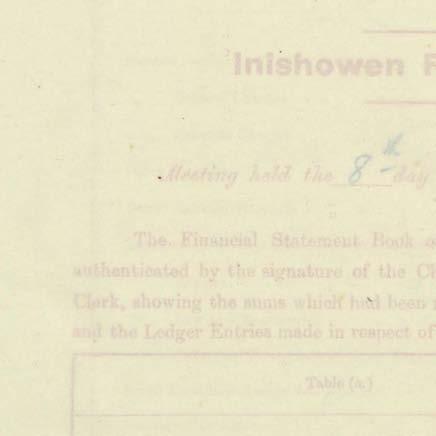 Inishowen R
Meeting held the 8th day
The Financial Statement Book
authenticated by the signature of the Ch
Clerk, showing the sums which had been
and the Ledger Entries made in respect of
Table (a.)